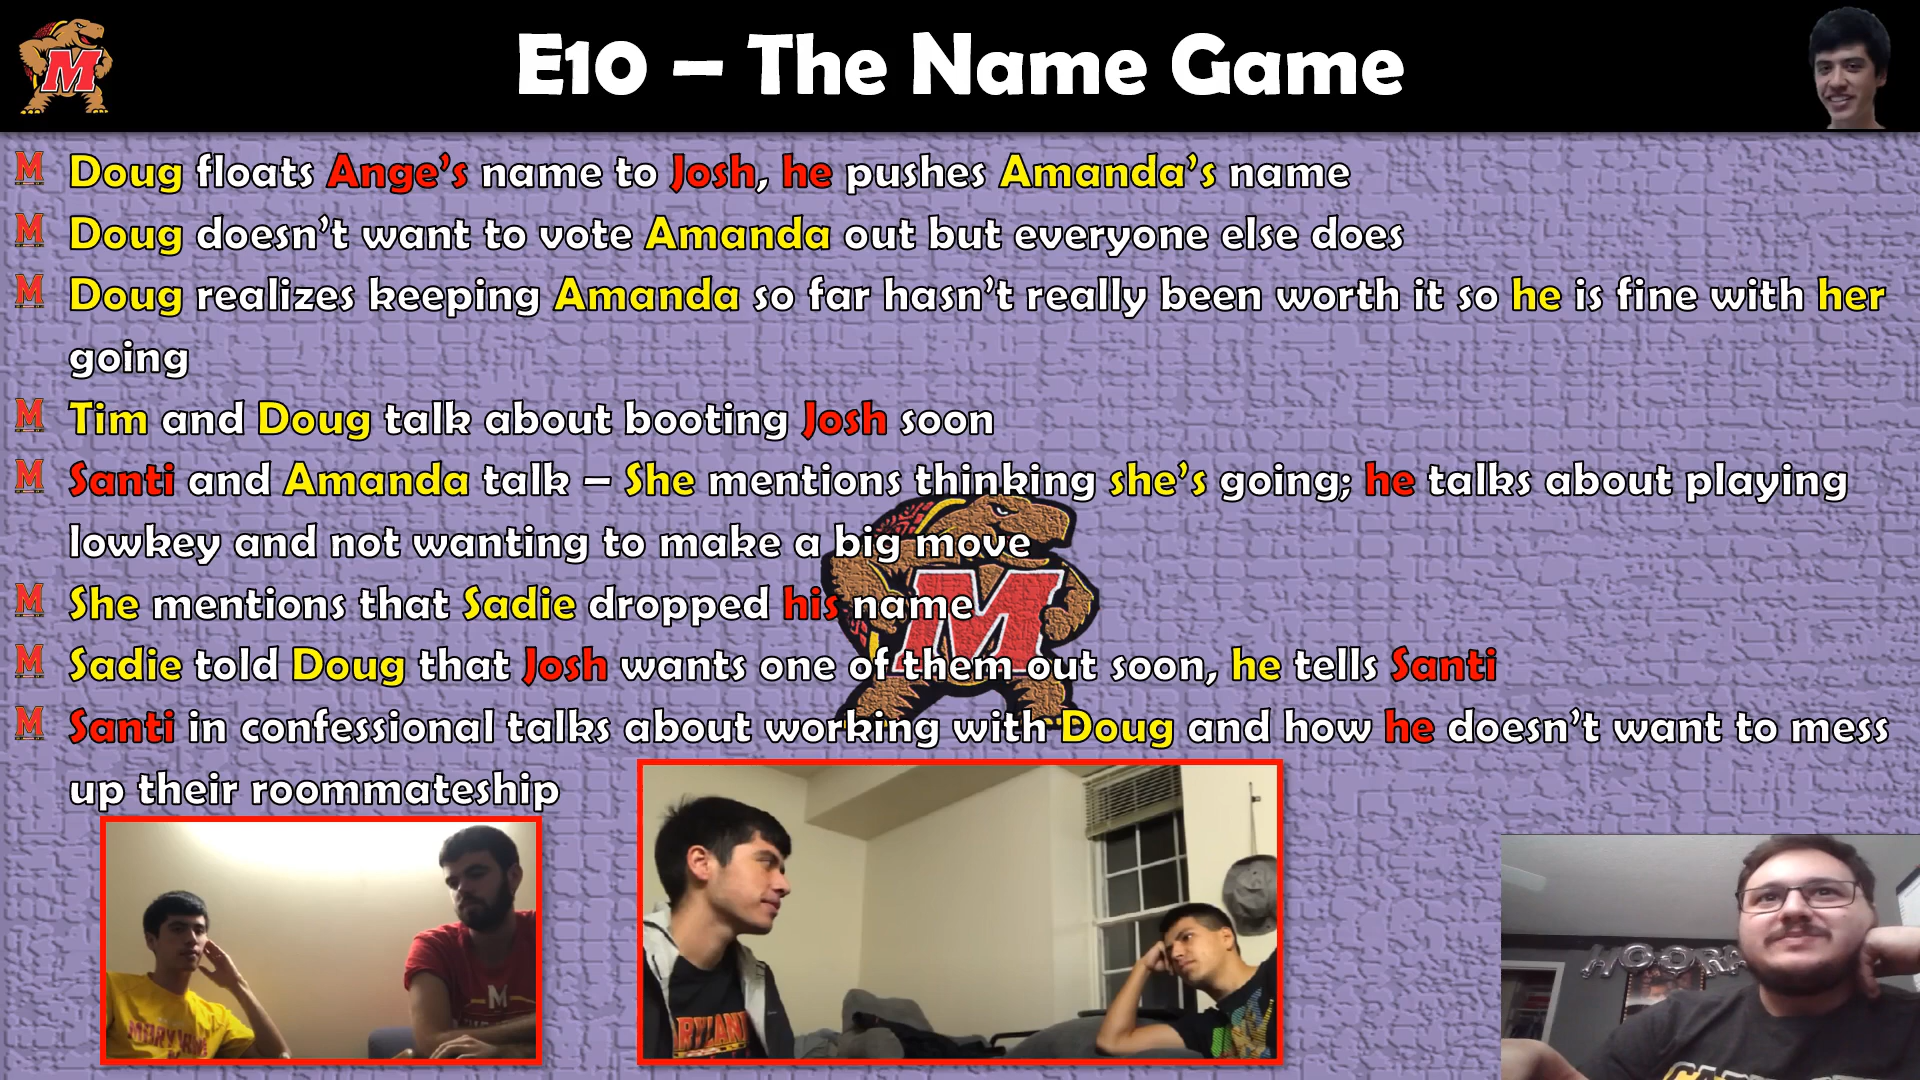 E10 – The Name Game
Doug floats Ange's name to Josh, he pushes Amanda's name
Doug doesn't want to vote Amanda out but everyone else does
Doug realizes keeping Amanda so far hasn't really been worth it so he is fine with her
going
Tim and Doug talk about booting Josh soon
Santi and Amanda talk – She mentions thinking she's going; he talks about playing
lowkey and not wanting to make a big move
She mentions that Sadie dropped his name
Sadie told Doug that Josh wants one of them out soon, he tells Santi
Santi in confessional talks about working with Doug and how he doesn't want to mess
up their roommateship
M